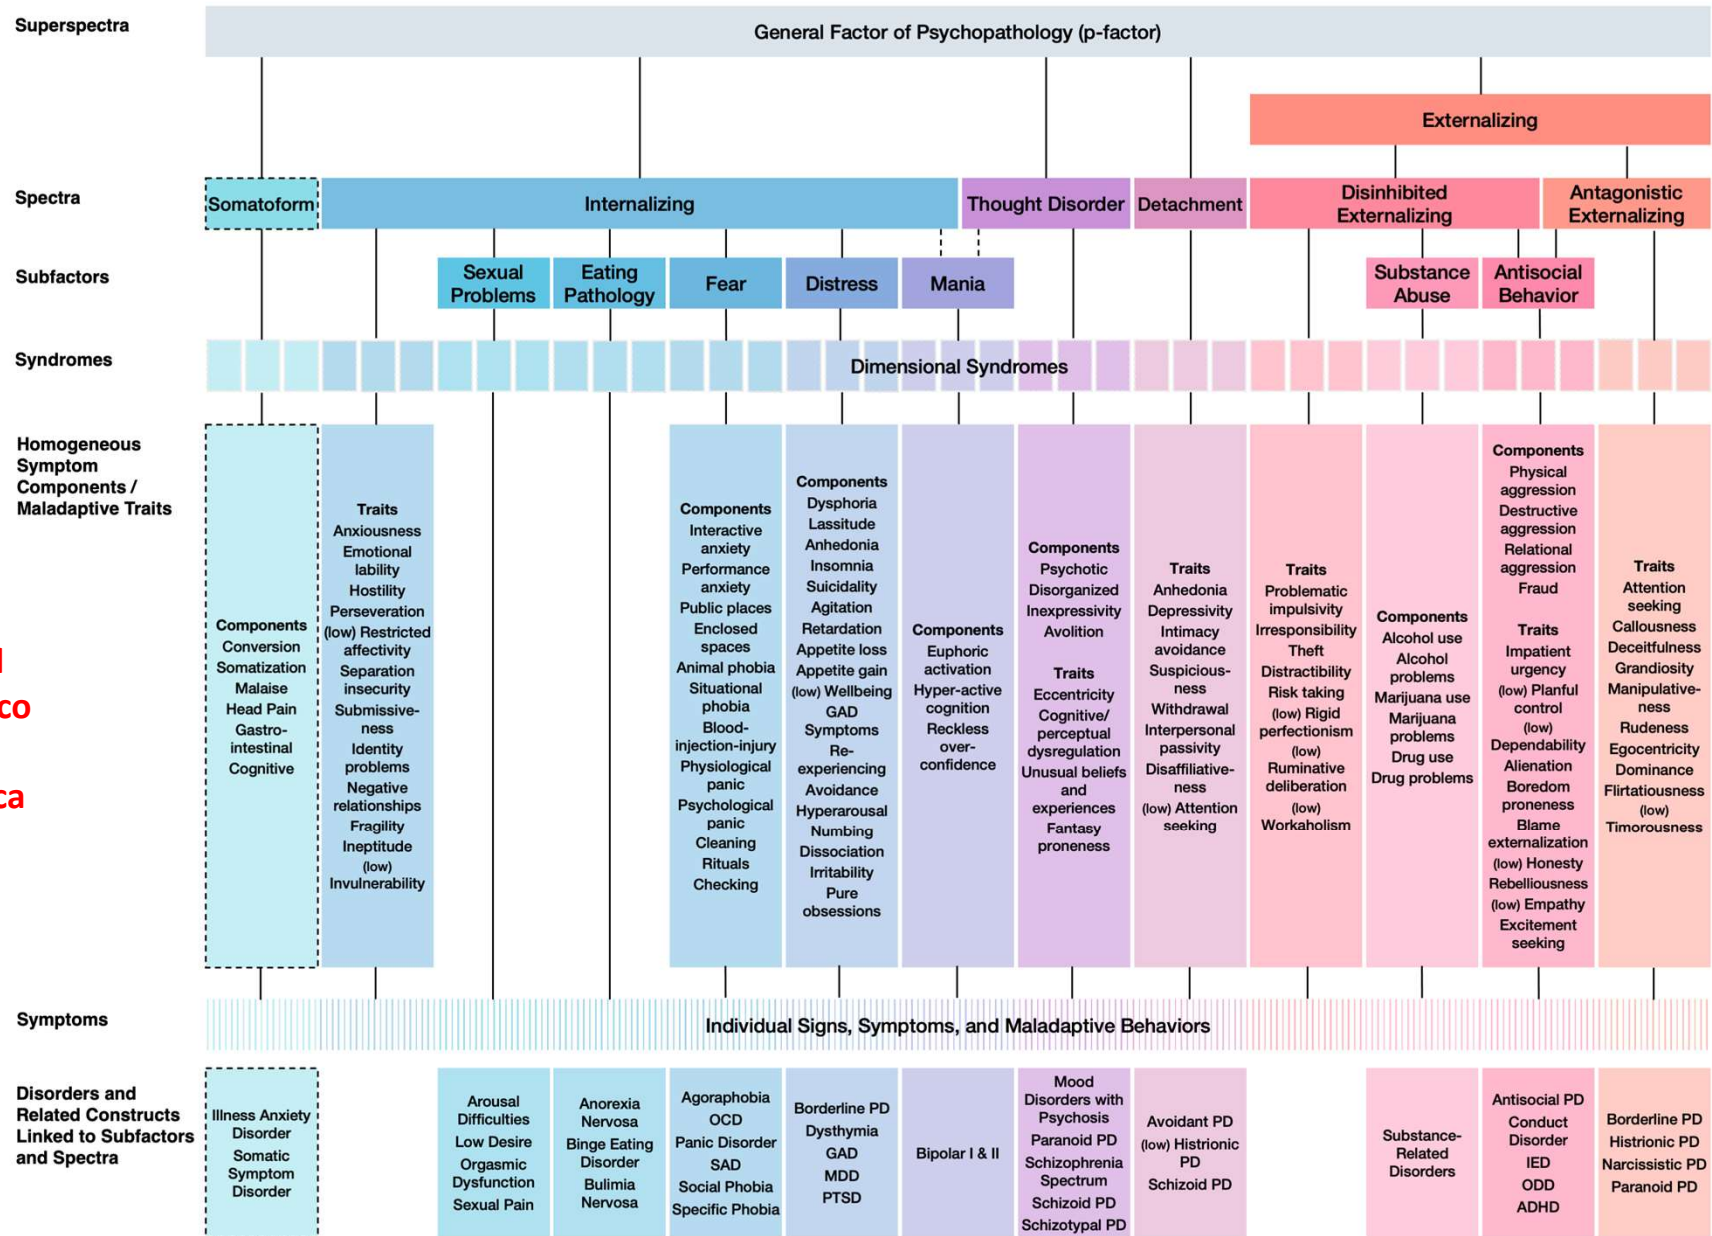 Superspectra
General Factor of Psychopathology (p-factor)
Externalizing
Spectra
Somatoform
Internalizing
Thought Disorder
Detachment
Disinhibited
Externalizing
Antagonistic
Externalizing
Subfactors
Sexual
Problems
Eating
Pathology
Fear
Distress
Mania
Substance
Abuse
Antisocial
Behavior
Syndromes
Dimensional Syndromes
Homogeneous
Symptom
Components /
Maladaptive Traits
Components
Conversion
Somatization
Malaise
Head Pain
Gastro-
intestinal
Cognitive
Traits
Anxiousness
Emotional
lability
Hostility
Perseveration
(low) Restricted
affectivity
Separation
insecurity
Submissive-
ness
Identity
problems
Negative
relationships
Fragility
Ineptitude
(low)
Invulnerability
Components
Interactive
anxiety
Performance
anxiety
Public places
Enclosed
spaces
Animal phobia
Situational
phobia
Blood-
injection-injury
Physiological
panic
Psychological
panic
Cleaning
Rituals
Checking
Components
Dysphoria
Lassitude
Anhedonia
Insomnia
Suicidality
Agitation
Retardation
Appetite loss
Appetite gain
(low) Wellbeing
GAD
Symptoms
Re-
experiencing
Avoidance
Hyperarousal
Numbing
Dissociation
Irritability
Pure
obsessions
Components
Euphoric
activation
Hyper-active
cognition
Reckless
over-
confidence
Components
Psychotic
Disorganized
Inexpressivity
Avolition
Traits
Eccentricity
Cognitive/
perceptual
dysregulation
Unusual beliefs
and
experiences
Fantasy
proneness
Traits
Anhedonia
Depressivity
Intimacy
avoidance
Suspicious-
ness
Withdrawal
Interpersonal
passivity
Disaffiliative-
ness
(low) Attention
seeking
Traits
Problematic
impulsivity
Irresponsibility
Theft
Distractibility
Risk taking
(low) Rigid
perfectionism
(low)
Ruminative
deliberation
(low)
Workaholism
Components
Alcohol use
Alcohol
problems
Marijuana use
Marijuana
problems
Drug use
Drug problems
Components
Physical
aggression
Destructive
aggression
Relational
aggression
Fraud
Traits
Impatient
urgency
(low) Planful
control
(low)
Dependability
Alienation
Boredom
proneness
Blame
externalization
(low) Honesty
Rebelliousness
(low) Empathy
Excitement
seeking
Traits
Attention
seeking
Callousness
Deceitfulness
Grandiosity
Manipulative-
ness
Rudeness
Egocentricity
Dominance
Flirtatiousness
(low)
Timorousness
l
co
ca
Symptoms
Individual Signs, Symptoms, and Maladaptive Behaviors
Disorders and
Related Constructs
Linked to Subfactors
and Spectra
Illness Anxiety
Disorder
Somatic
Symptom
Disorder
Arousal
Difficulties
Low Desire
Orgasmic
Dysfunction
Sexual Pain
Anorexia
Nervosa
Binge Eating
Disorder
Bulimia
Nervosa
Agoraphobia
OCD
Panic Disorder
SAD
Social Phobia
Specific Phobia
Borderline PD
Dysthymia
GAD
MDD
PTSD
Bipolar I & II
Mood
Disorders with
Psychosis
Paranoid PD
Schizophrenia
Spectrum
Schizoid PD
Schizotypal PD
Avoidant PD
(low) Histrionic
PD
Schizoid PD
Substance-
Related
Disorders
Antisocial PD
Conduct
Disorder
IED
ODD
ADHD
Borderline PD
Histrionic PD
Narcissistic PD
Paranoid PD